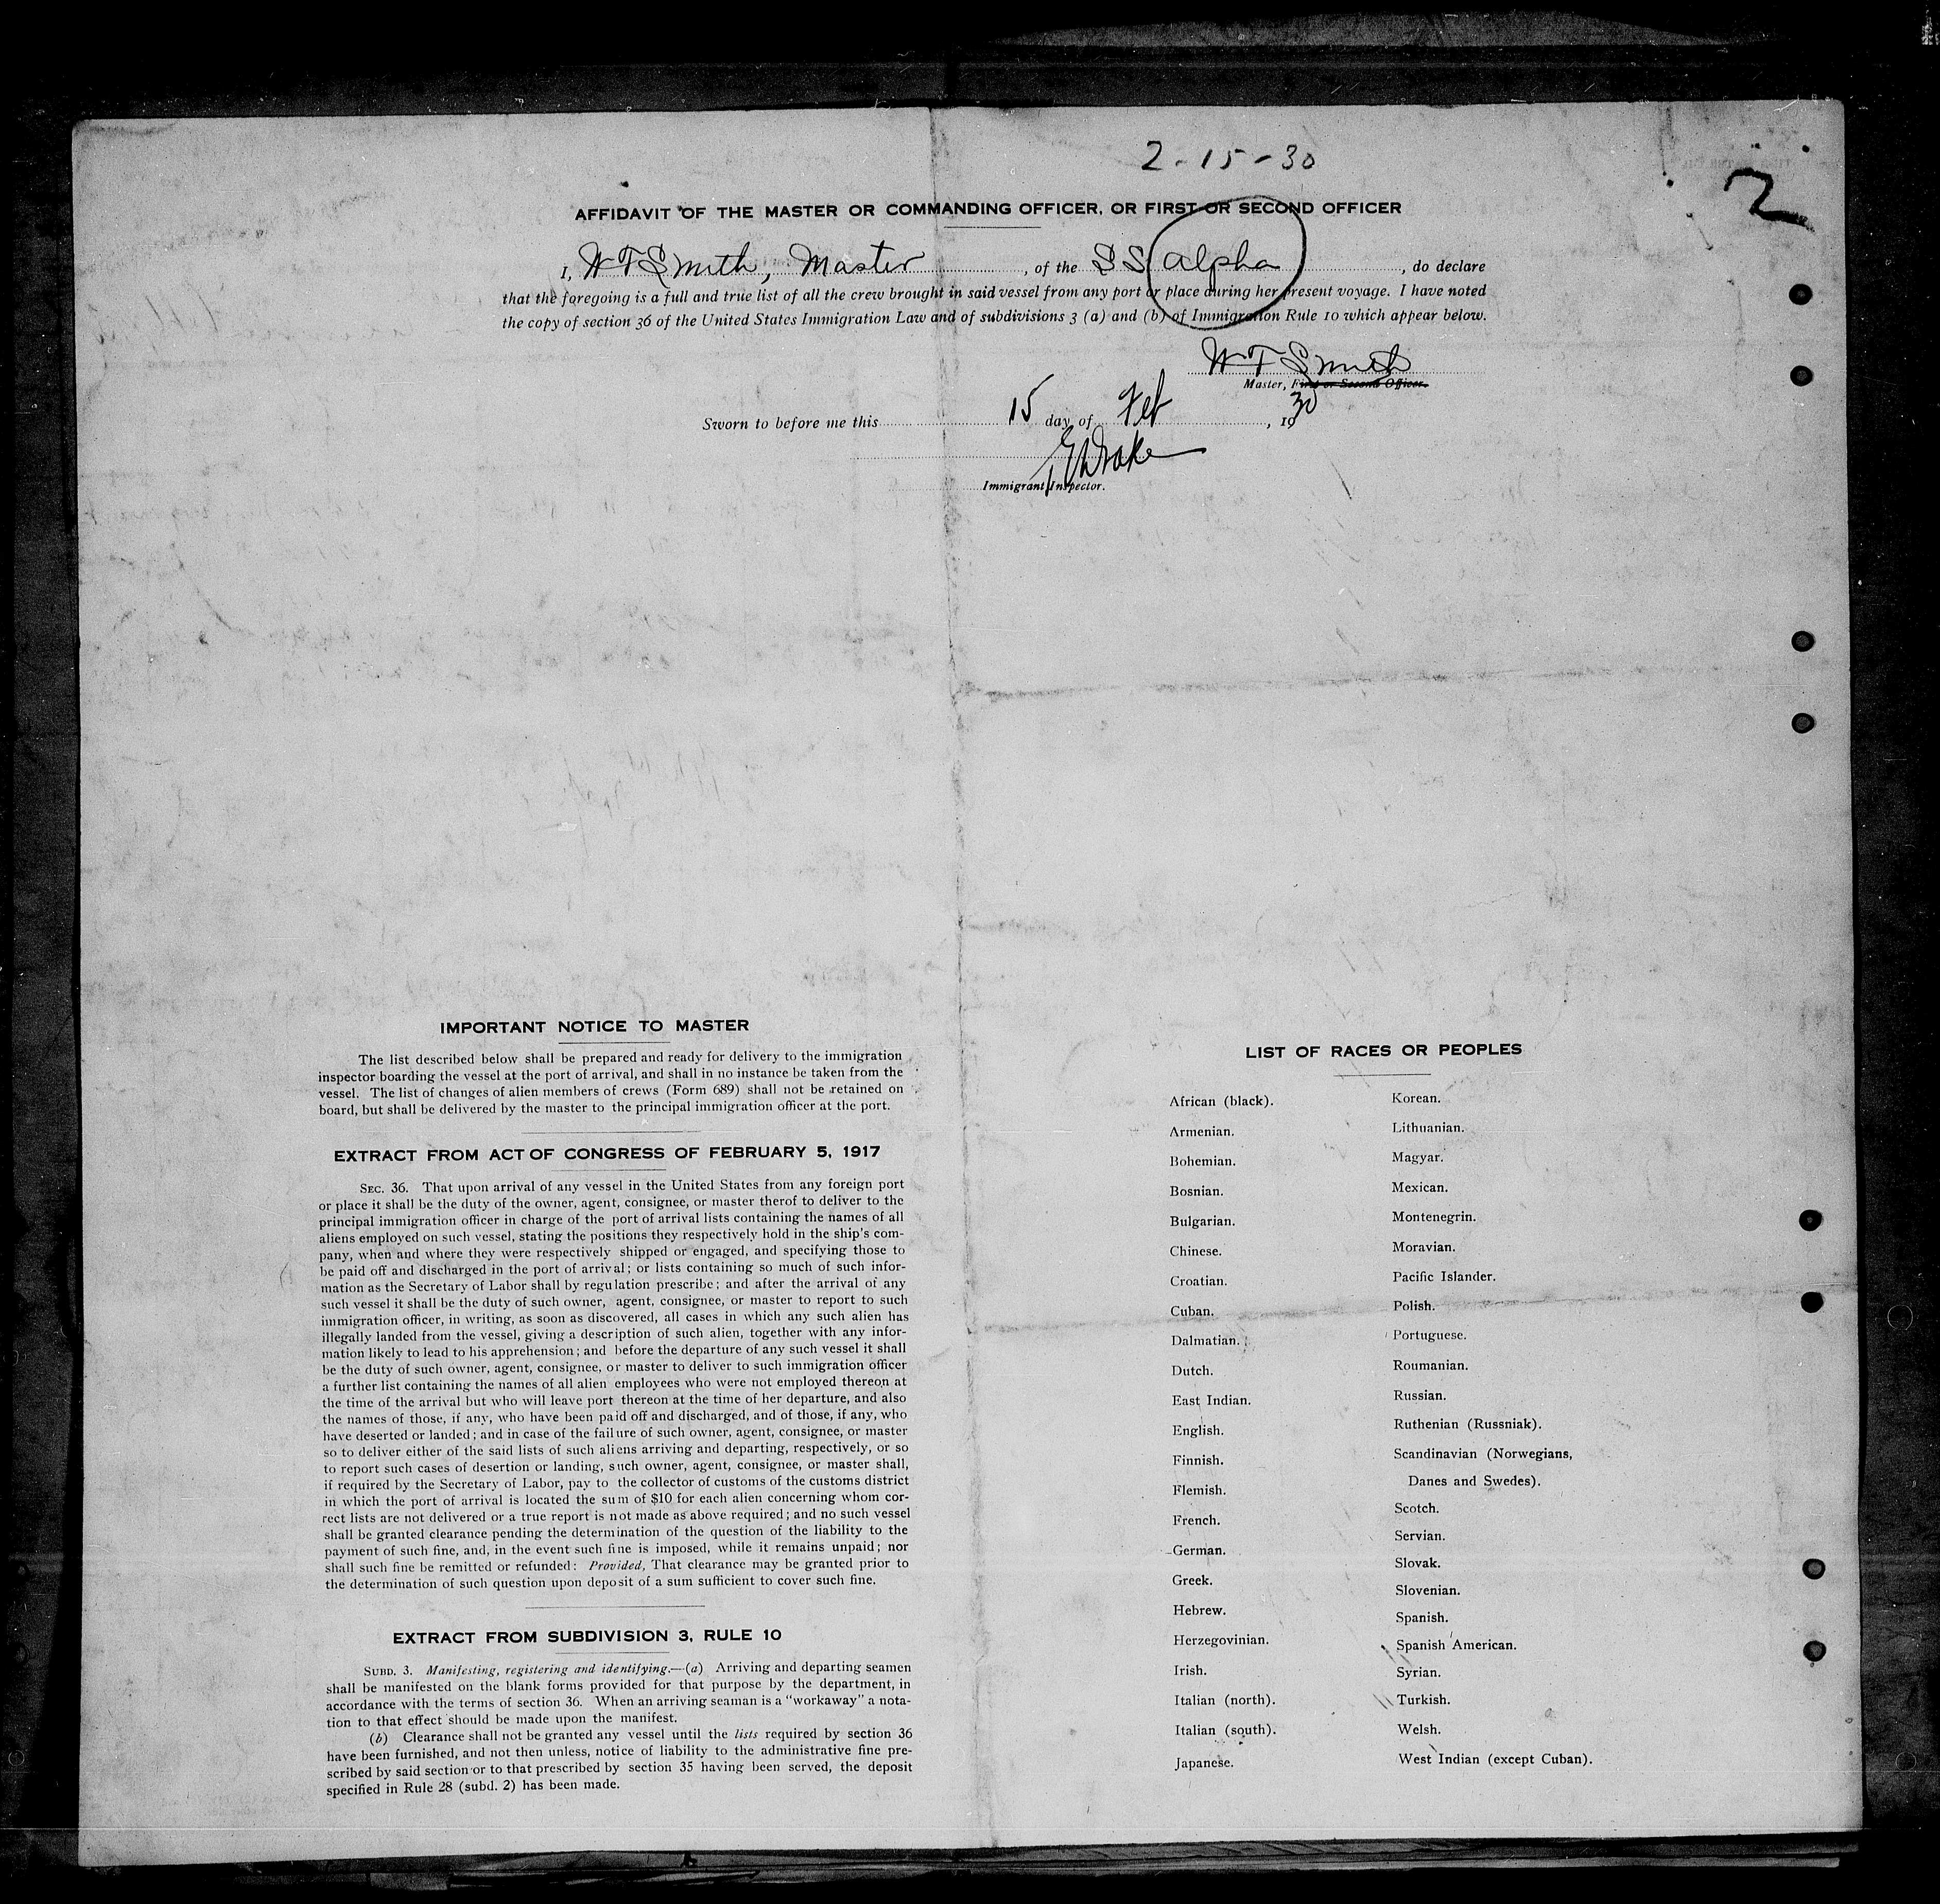 2-15-30
2
AFFIDAVIT OF THE MASTER OR COMMANDING OFFICER, OR FIRST OR SECOND OFFICER
I, W T Smith, Master, of the S S Alpha, do declare
that the foregoing is a full and true list of all the crew brought in said vessel from any port or place during her present voyage. I have noted
the copy of section 36 of the United States Immigration Law and of subdivisions 3 (a) and (b) of Immigration Rule 10 which appear below.
W T Smith
Master, First or Second Officer.
Sworn to before me this 15 day of Feb, 1930
Drake
Immigrant Inspector.
IMPORTANT NOTICE TO MASTER
The list described below shall be prepared and ready for delivery to the immigration
inspector boarding the vessel at the port of arrival, and shall in no instance be taken from the
vessel. The list of changes of alien members of crews (Form 689) shall not be retained on
board, but shall be delivered by the master to the principal immigration officer at the port.
EXTRACT FROM ACT OF CONGRESS OF FEBRUARY 5, 1917
SEC. 36. That upon arrival of any vessel in the United States from any foreign port
or place it shall be the duty of the owner, agent, consignee, or master therof to deliver to the
principal immigration officer in charge of the port of arrival lists containing the names of all
aliens employed on such vessel, stating the positions they respectively hold in the ship's com-
pany, when and where they were respectively shipped or engaged, and specifying those to
be paid off and discharged in the port of arrival; or lists containing so much of such infor-
mation as the Secretary of Labor shall by regulation prescribe; and after the arrival of any
such vessel it shall be the duty of such owner, agent, consignee, or master to report to such
immigration officer, in writing, as soon as discovered, all cases in which any such alien has
illegally landed from the vessel, giving a description of such alien, together with any infor-
mation likely to lead to his apprehension; and before the departure of any such vessel it shall
be the duty of such owner, agent, consignee, or master to deliver to such immigration officer
a further list containing the names of all alien employees who were not employed thereon at
the time of the arrival but who will leave port thereon at the time of her departure, and also
the names of those, if any, who have been paid off and discharged, and of those, if any, who
have deserted or landed; and in case of the failure of such owner, agent, consignee, or master
so to deliver either of the said lists of such aliens arriving and departing, respectively, or so
to report such cases of desertion or landing, such owner, agent, consignee, or master shall,
if required by the Secretary of Labor, pay to the collector of customs of the customs district
in which the port of arrival is located the sum of $10 for each alien concerning whom cor-
rect lists are not delivered or a true report is not made as above required; and no such vessel
shall be granted clearance pending the determination of the question of the liability to the
payment of such fine, and, in the event such fine is imposed, while it remains unpaid; nor
shall such fine be remitted or refunded: Provided, That clearance may be granted prior to
the determination of such question upon deposit of a sum sufficient to cover such fine.
EXTRACT FROM SUBDIVISION 3, RULE 10
SUBD. 3. Manifesting, registering and identifying.—(a) Arriving and departing seamen
shall be manifested on the blank forms provided for that purpose by the department, in
accordance with the terms of section 36. When an arriving seaman is a "workaway" a nota-
tion to that effect should be made upon the manifest.
(b) Clearance shall not be granted any vessel until the lists required by section 36
have been furnished, and not then unless, notice of liability to the administrative fine pre-
scribed by said section or to that prescribed by section 35 having been served, the deposit
specified in Rule 28 (subd. 2) has been made.
LIST OF RACES OR PEOPLES
African (black).
Armenian.
Bohemian.
Bosnian.
Bulgarian.
Chinese.
Croatian.
Cuban.
Dalmatian.
Dutch.
East Indian.
English.
Finnish.
Flemish.
French.
German.
Greek.
Hebrew.
Herzegovinian.
Irish.
Italian (north).
Italian (south).
Japanese.
Korean.
Lithuanian.
Magyar.
Mexican.
Montenegrin.
Moravian.
Pacific Islander.
Polish.
Portuguese.
Roumanian.
Russian.
Ruthenian (Russniak).
Scandinavian (Norwegians,
Danes and Swedes).
Scotch.
Servian.
Slovak.
Slovenian.
Spanish.
Spanish American.
Syrian.
Turkish.
Welsh.
West Indian (except Cuban).